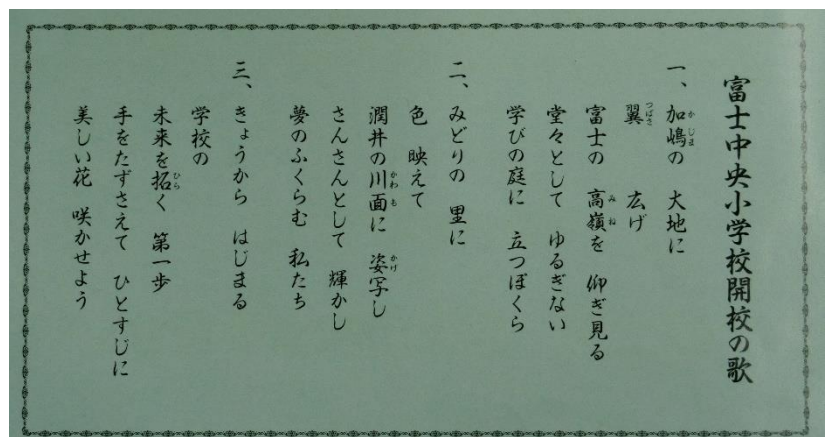 富士中央小学校開校の歌
一、加嶋の 大地に
翼 広げ
富士の 高嶺を 仰ぎ見る
堂々として ゆるぎない
学びの庭に 立つぼくら
二、みどりの 里に
色 映えて
潤井の川面に 姿写し
さんさんとして 輝かし
夢のふくらむ 私たち
三、きょうから はじまる
学校の
未来を拓く 第一歩
手をたずさえて ひとすじに
美しい花 咲かせよう